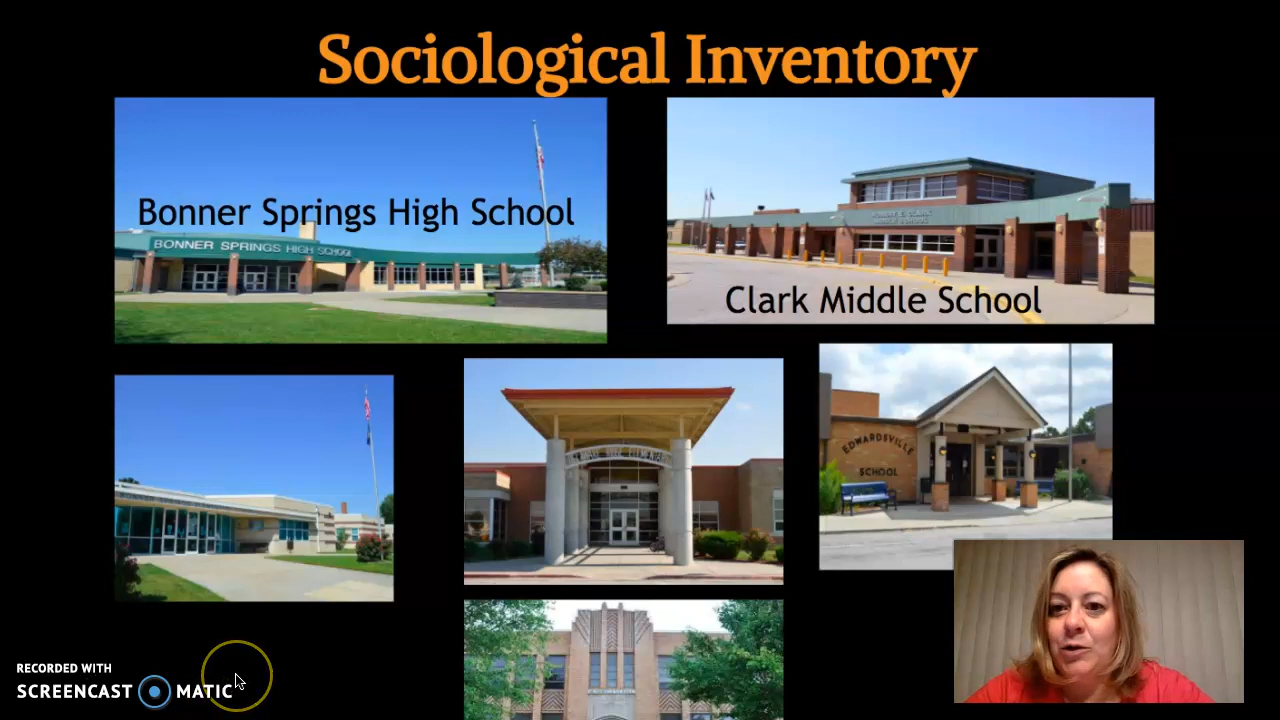 Sociological Inventory
Bonner Springs High School
BONNER SPRINGS HIGH SCHOOL
Clark Middle School
EDWARDSVILLE
SCHOOL
RECORDED WITH
SCREENCAST MATIC